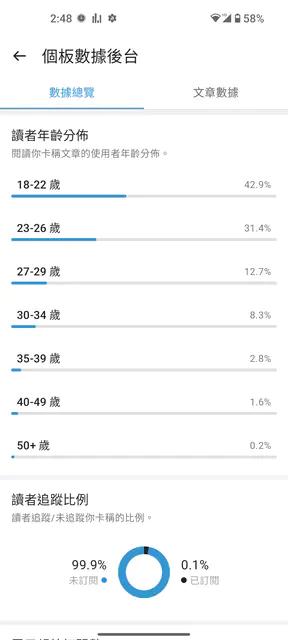 2:48
58%
個板數據後台
數據總覽
文章數據
讀者年齡分佈
閱讀你卡稱文章的使用者年齡分佈。
18-22 歲
42.9%
23-26 歲
31.4%
27-29 歲
12.7%
30-34 歲
8.3%
35-39 歲
2.8%
40-49 歲
1.6%
50+ 歲
0.2%
讀者追蹤比例
讀者追蹤/未追蹤你卡稱的比例。
99.9%
0.1%
未訂閱
已訂閱